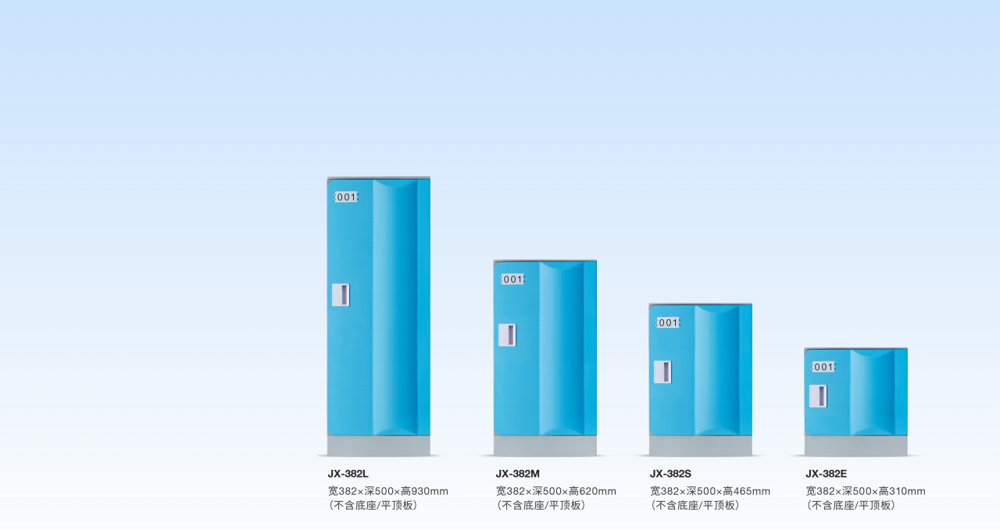 001
001
001
001
JX-382L
宽382×深500×高930mm
(不含底座/平顶板)
JX-382M
宽382×深500×高620mm
(不含底座/平顶板)
JX-382S
宽382×深500×高465mm
(不含底座/平顶板)
JX-382E
宽382×深500×高310mm
(不含底座/平顶板)